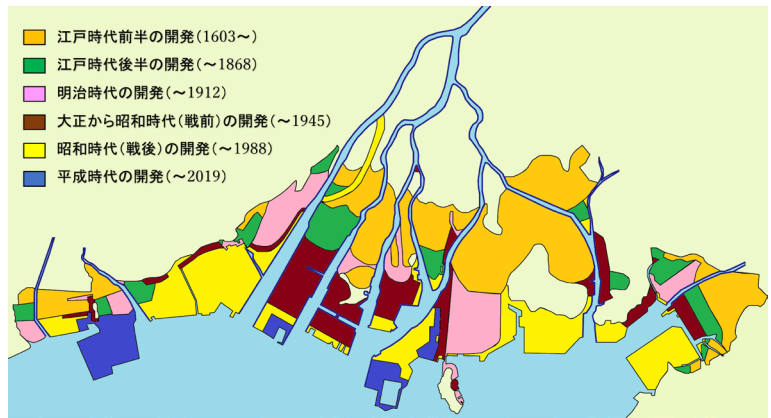 江戸時代前半の開発(1603〜)
江戸時代後半の開発(〜1868)
明治時代の開発(〜1912)
大正から昭和時代(戦前)の開発(〜1945)
昭和時代(戦後)の開発(〜1988)
平成時代の開発(〜2019)